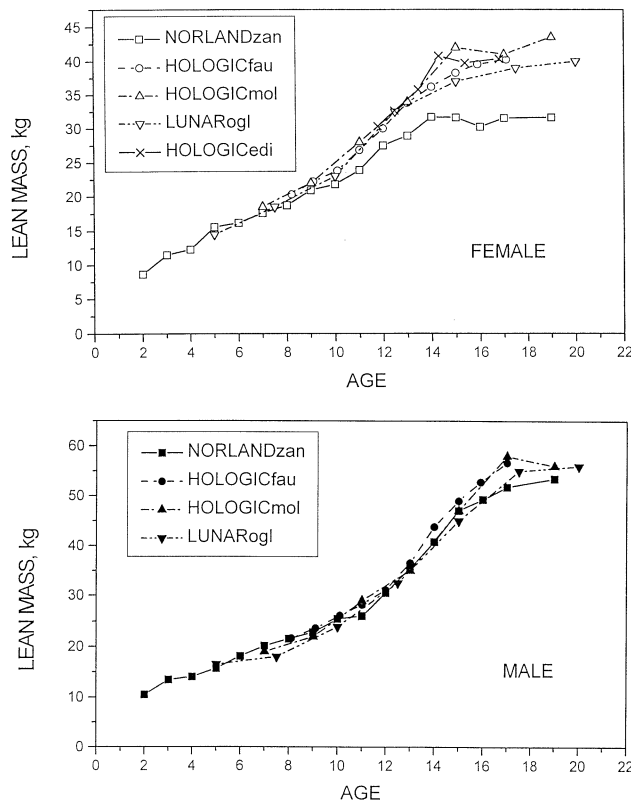 45
40
35
30
25
20
15
10
5
0
LEAN MASS, kg
NORLANDzan
HOLOGICfau
HOLOGICmol
LUNARogl
HOLOGICedi
FEMALE
0 2 4 6 8 10 12 14 16 18 20 22
AGE
60
50
40
30
20
10
0
LEAN MASS, kg
NORLANDzan
HOLOGICfau
HOLOGICmol
LUNARogl
MALE
0 2 4 6 8 10 12 14 16 18 20 22
AGE